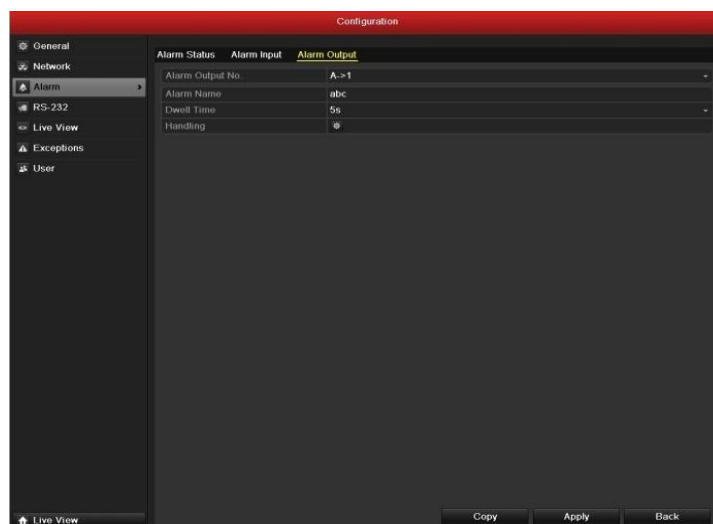 Configuration
General
Network
Alarm
RS-232
Live View
Exceptions
User
Alarm Status Alarm Input Alarm Output
Alarm Output No. A->1
Alarm Name abc
Dwell Time 5s
Handling
Live View
Copy Apply Back